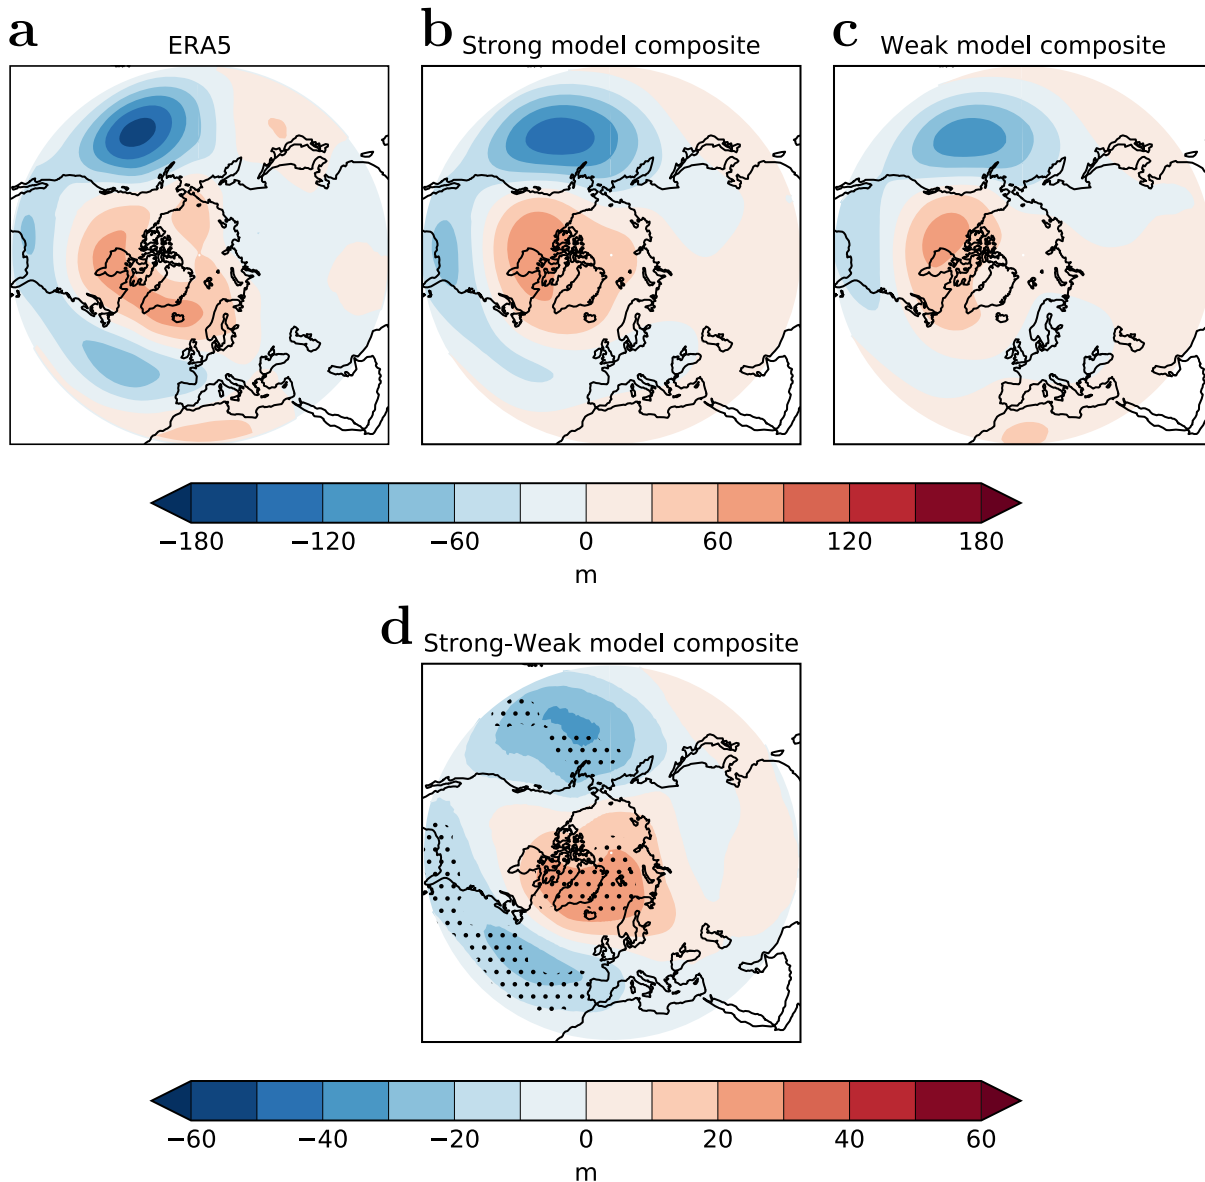 a ERA5
b Strong model composite
c Weak model composite
−180 −120 −60 0 60 120 180
m
d Strong-Weak model composite
−60 −40 −20 0 20 40 60
m